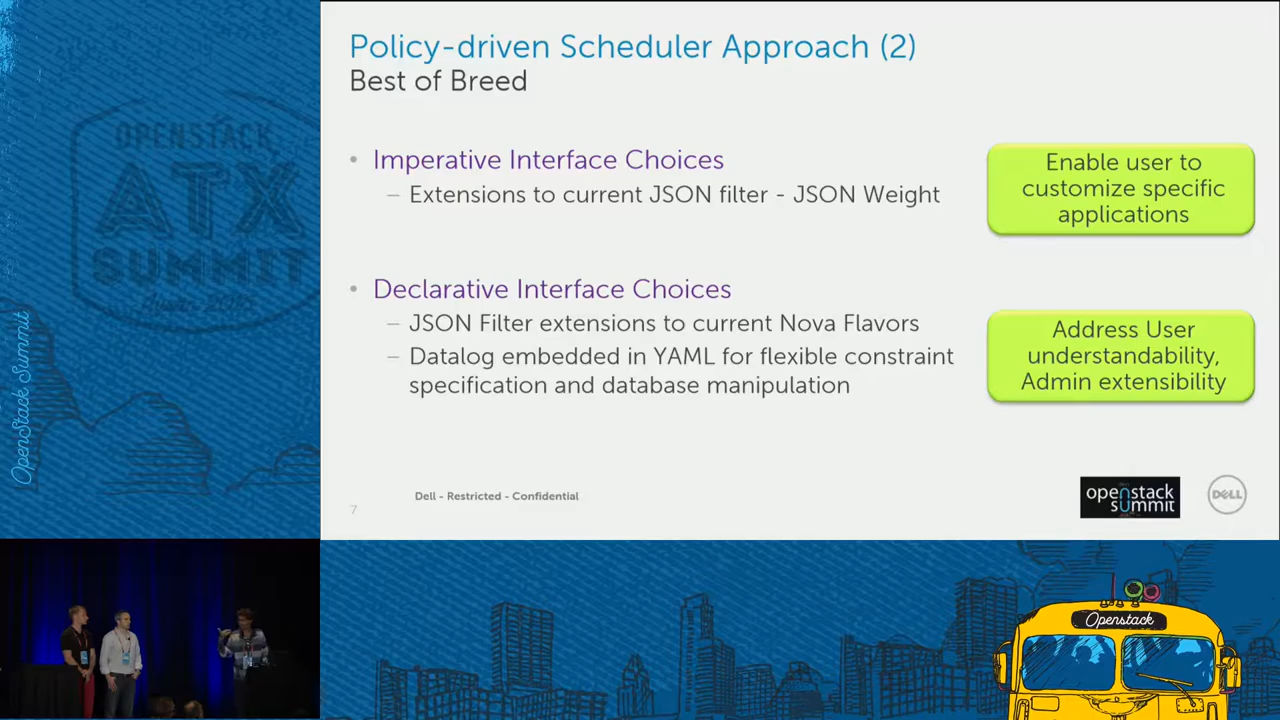 Policy-driven Scheduler Approach (2)
Best of Breed
• Imperative Interface Choices
– Extensions to current JSON filter - JSON Weight
Enable user to
customize specific
applications
• Declarative Interface Choices
– JSON Filter extensions to current Nova Flavors
– Datalog embedded in YAML for flexible constraint
specification and database manipulation
Address User
understandability,
Admin extensibility
Dell - Restricted - Confidential
7
openstack
summit
DELL
OPENSTACK
ATX
SUMMIT
OpenStack Summit
Openstack